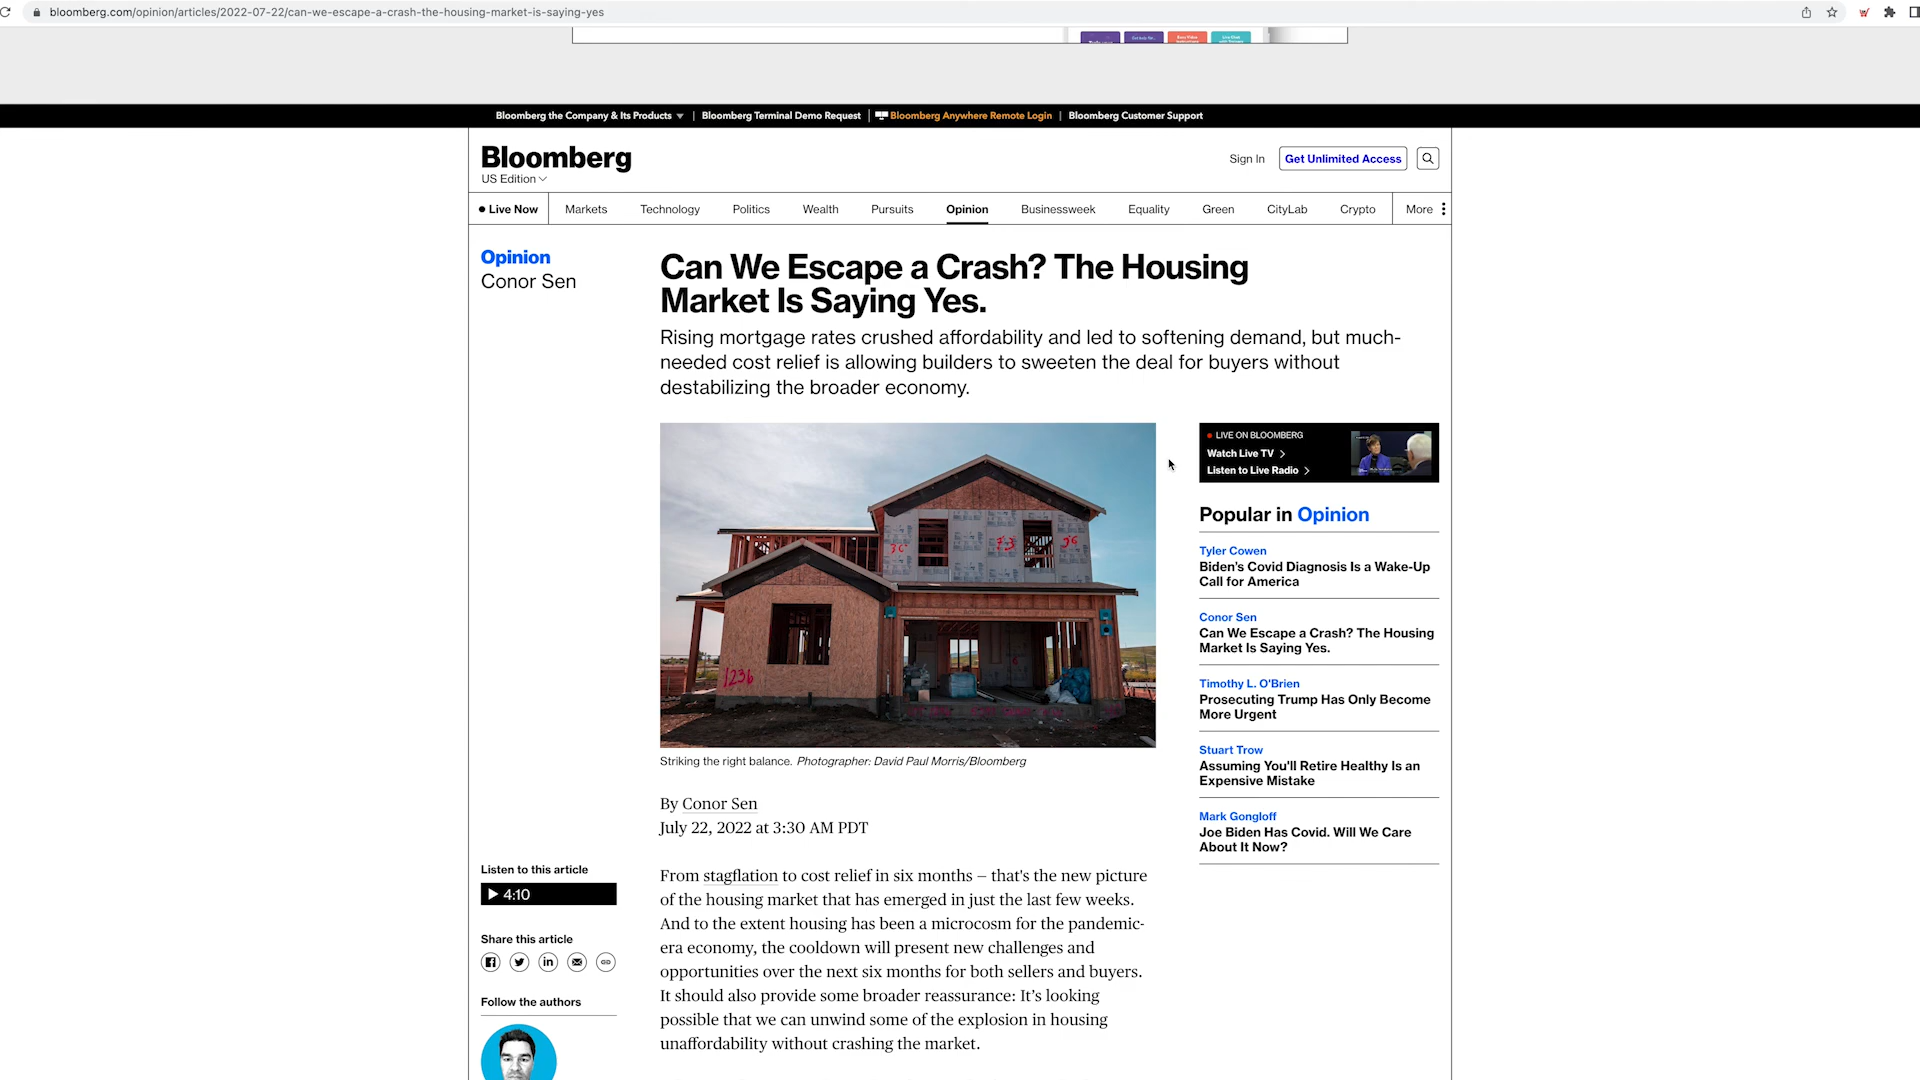 bloomberg.com/opinion/articles/2022-07-22/can-we-escape-a-crash-the-housing-market-is-saying-yes
Bloomberg the Company & Its Products
Bloomberg Terminal Demo Request
Bloomberg Anywhere Remote Login
Bloomberg Customer Support
Bloomberg
US Edition
Sign In
Get Unlimited Access
Live Now
Markets
Technology
Politics
Wealth
Pursuits
Opinion
Businessweek
Equality
Green
CityLab
Crypto
More
Opinion
Conor Sen
Can We Escape a Crash? The Housing
Market Is Saying Yes.
Rising mortgage rates crushed affordability and led to softening demand, but much-
needed cost relief is allowing builders to sweeten the deal for buyers without
destabilizing the broader economy.
1236
Striking the right balance. Photographer: David Paul Morris/Bloomberg
By Conor Sen
July 22, 2022 at 3:30 AM PDT
From stagflation to cost relief in six months – that's the new picture
of the housing market that has emerged in just the last few weeks.
And to the extent housing has been a microcosm for the pandemic-
era economy, the cooldown will present new challenges and
opportunities over the next six months for both sellers and buyers.
It should also provide some broader reassurance: It's looking
possible that we can unwind some of the explosion in housing
unaffordability without crashing the market.
Listen to this article
4:10
Share this article
Follow the authors
LIVE ON BLOOMBERG
Watch Live TV
Listen to Live Radio
Popular in Opinion
Tyler Cowen
Biden's Covid Diagnosis Is a Wake-Up
Call for America
Conor Sen
Can We Escape a Crash? The Housing
Market Is Saying Yes.
Timothy L. O'Brien
Prosecuting Trump Has Only Become
More Urgent
Stuart Trow
Assuming You'll Retire Healthy Is an
Expensive Mistake
Mark Gongloff
Joe Biden Has Covid. Will We Care
About It Now?